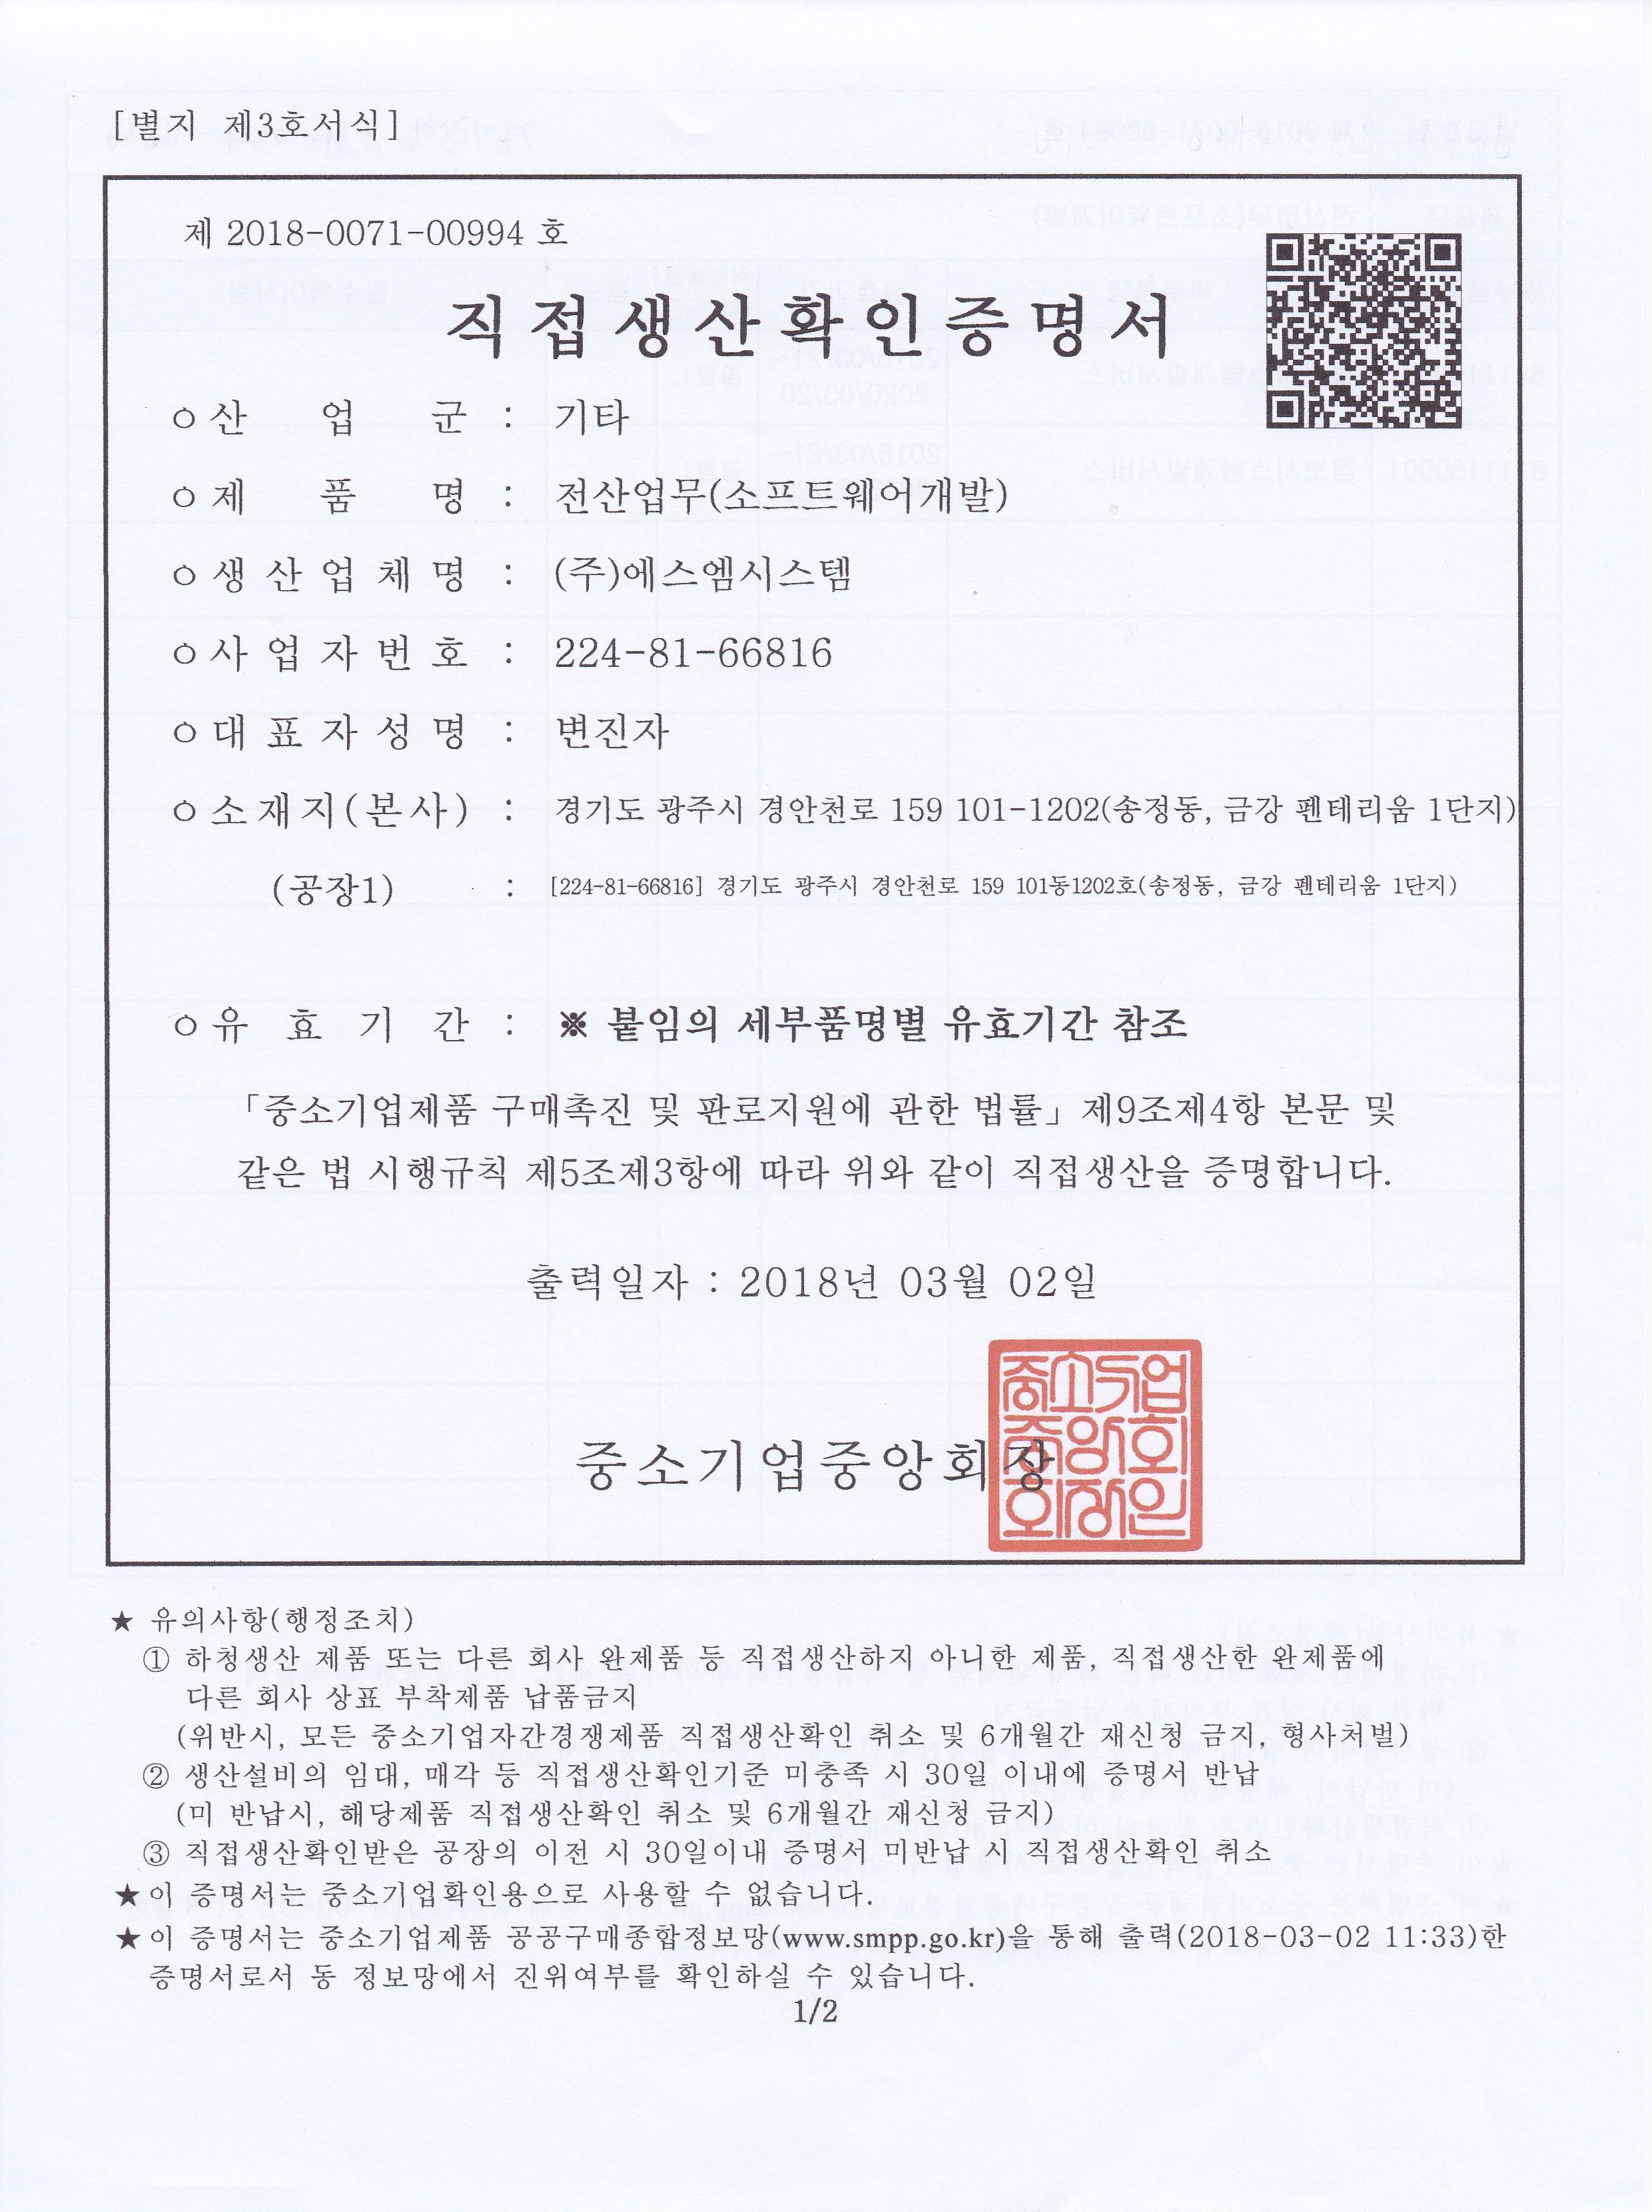 [별지 제3호서식]
제 2018-0071-00994 호
직접생산확인증명서
ㅇ산 업 군 : 기타
ㅇ제 품 명 : 전산업무(소프트웨어개발)
ㅇ생산업체명 : (주)에스엠시스템
ㅇ사업자번호 : 224-81-66816
ㅇ대표자성명 : 변진자
ㅇ소재지(본사) : 경기도 광주시 경안천로 159 101-1202(송정동, 금강 펜테리움 1단지)
(공장1) : [224-81-66816] 경기도 광주시 경안천로 159 101동1202호(송정동, 금강 펜테리움 1단지)
ㅇ유 효 기 간 : ※ 붙임의 세부품명별 유효기간 참조
「중소기업제품 구매촉진 및 판로지원에 관한 법률」제9조제4항 본문 및
같은 법 시행규칙 제5조제3항에 따라 위와 같이 직접생산을 증명합니다.
출력일자 : 2018년 03월 02일
중소기업중앙회장
중소기업
중앙회
회장인
★ 유의사항(행정조치)
① 하청생산 제품 또는 다른 회사 완제품 등 직접생산하지 아니한 제품, 직접생산한 완제품에
다른 회사 상표 부착제품 납품금지
(위반시, 모든 중소기업자간경쟁제품 직접생산확인 취소 및 6개월간 재신청 금지, 형사처벌)
② 생산설비의 임대, 매각 등 직접생산확인기준 미충족 시 30일 이내에 증명서 반납
(미 반납시, 해당제품 직접생산확인 취소 및 6개월간 재신청 금지)
③ 직접생산확인받은 공장의 이전 시 30일이내 증명서 미반납 시 직접생산확인 취소
★이 증명서는 중소기업확인용으로 사용할 수 없습니다.
★이 증명서는 중소기업제품 공공구매종합정보망(www.smpp.go.kr)을 통해 출력(2018-03-02 11:33)한
증명서로서 동 정보망에서 진위여부를 확인하실 수 있습니다.
1/2